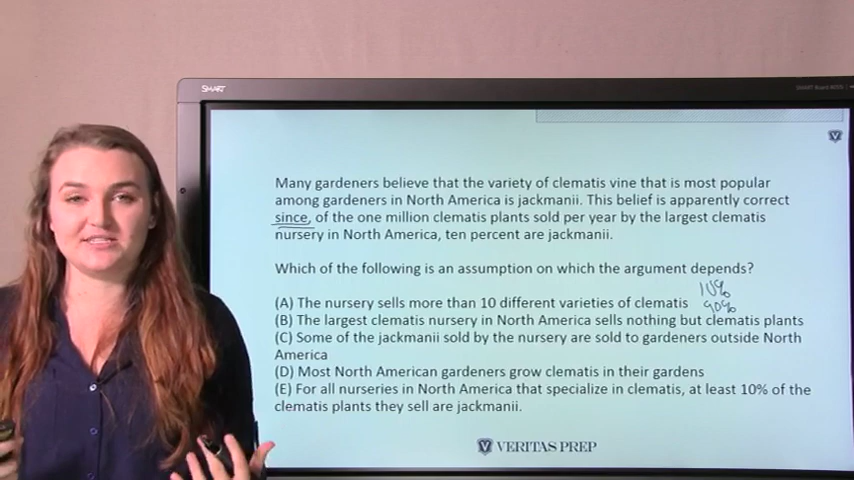 SMART
Many gardeners believe that the variety of clematis vine that is most popular
among gardeners in North America is jackmanii. This belief is apparently correct
since, of the one million clematis plants sold per year by the largest clematis
nursery in North America, ten percent are jackmanii.
Which of the following is an assumption on which the argument depends?
10%
(A) The nursery sells more than 10 different varieties of clematis
90%
(B) The largest clematis nursery in North America sells nothing but clematis plants
(C) Some of the jackmanii sold by the nursery are sold to gardeners outside North
America
(D) Most North American gardeners grow clematis in their gardens
(E) For all nurseries in North America that specialize in clematis, at least 10% of the
clematis plants they sell are jackmanii.
VERITAS PREP